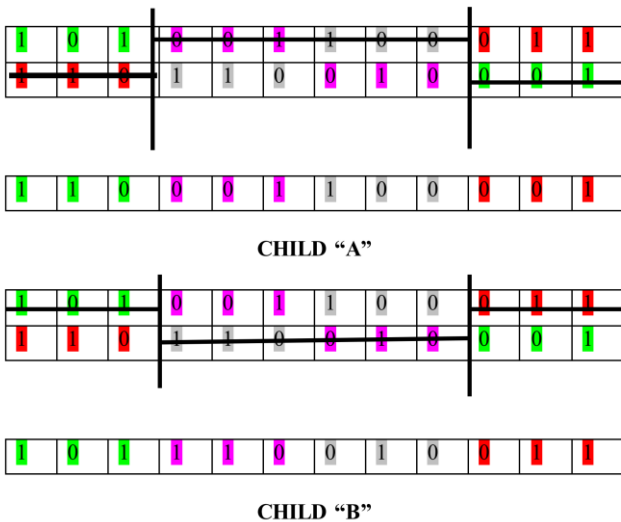 1 0 1 0 0 1 1 0 0 0 1 1
1 1 0 1 1 0 0 1 0 0 0 1
1 1 0 0 0 1 1 0 0 0 0 1
CHILD “A”
1 0 1 0 0 1 1 0 0 0 1 1
1 1 0 1 1 0 0 1 0 0 0 1
1 0 1 1 1 0 0 1 0 0 1 1
CHILD “B”